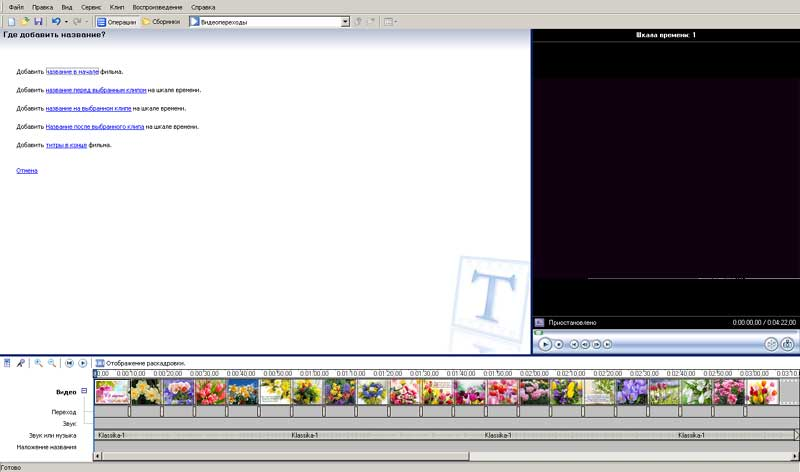 Файл Правка Вид Сервис Клип Воспроизведение Справка
Операции Сборники Видеопереходы
Где добавить название?
Шкала времени: 1
Добавить название в начале фильма.
Добавить название перед выбранным клипом на шкале времени.
Добавить название на выбранном клипе на шкале времени.
Добавить Название после выбранного клипа на шкале времени.
Добавить титры в конце фильма.
Отмена
T
Приостановлено 0:00:00,00 / 0:04:22,00
Отображение раскадровки.
0:00:10,00 0:00:20,00 0:00:30,00 0:00:40,00 0:00:50,00 0:01:00,00 0:01:10,00 0:01:20,00 0:01:30,00 0:01:40,00 0:01:50,00 0:02:00,00 0:02:10,00 0:02:20,00 0:02:30,00 0:02:40,00 0:02:50,00 0:03:00,00
Видео
Переход
Звук
Звук или музыка Klassika-1 Klassika-1 Klassika-1 Klassika-1
Наложение названия
Готово